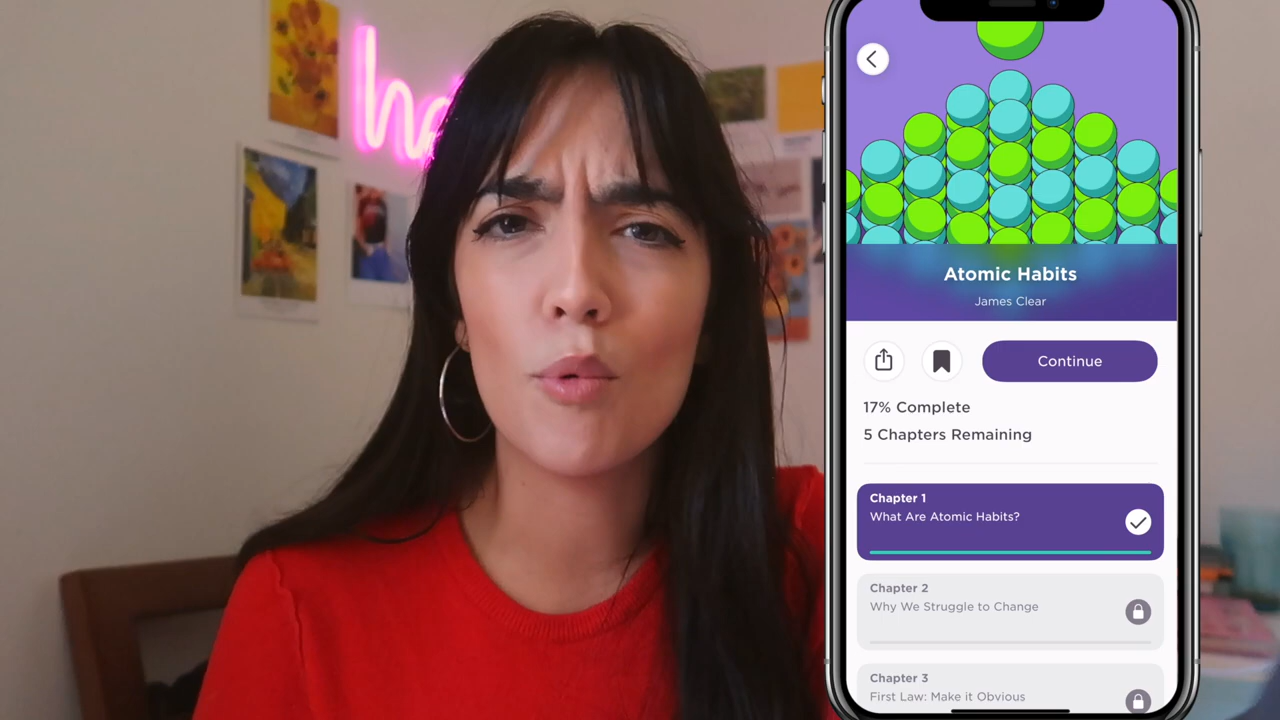 he
Atomic Habits
James Clear
Continue
17% Complete
5 Chapters Remaining
Chapter 1
What Are Atomic Habits?
Chapter 2
Why We Struggle to Change
Chapter 3
First Law: Make it Obvious